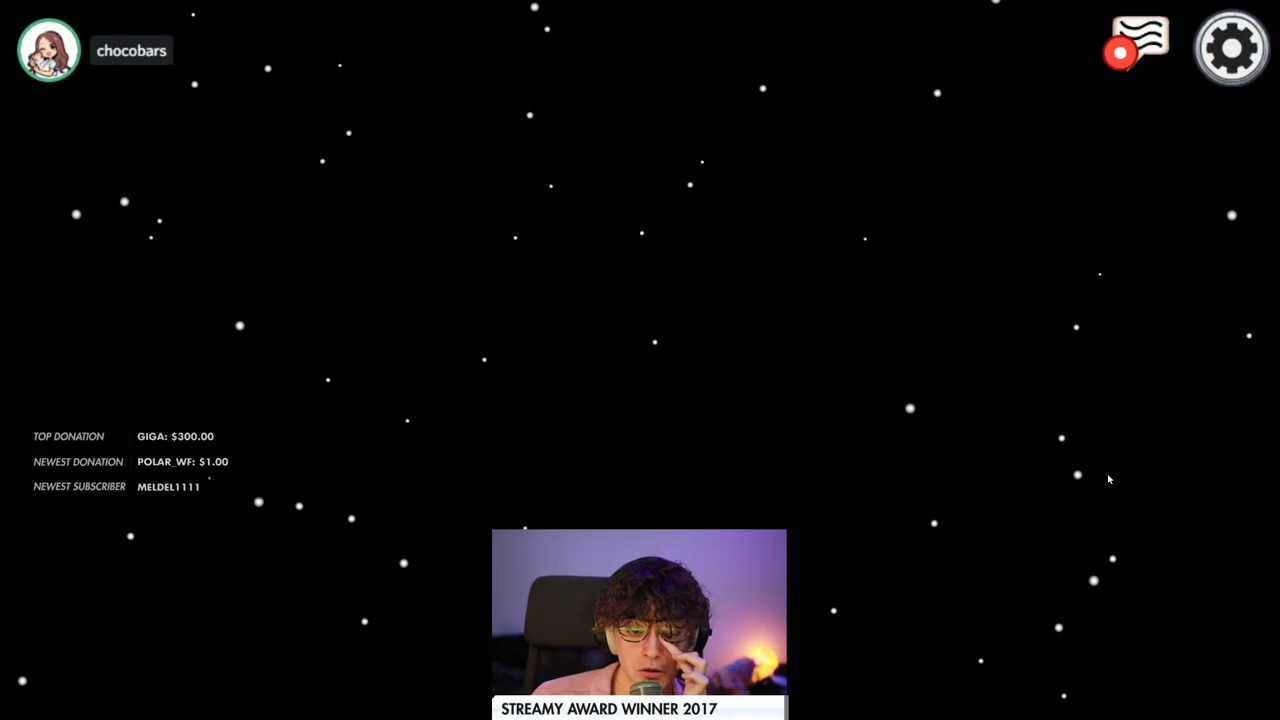 chocobars
TOP DONATION GIGA: $300.00
NEWEST DONATION POLAR_WF: $1.00
NEWEST SUBSCRIBER MELDEL1111
STREAMY AWARD WINNER 2017